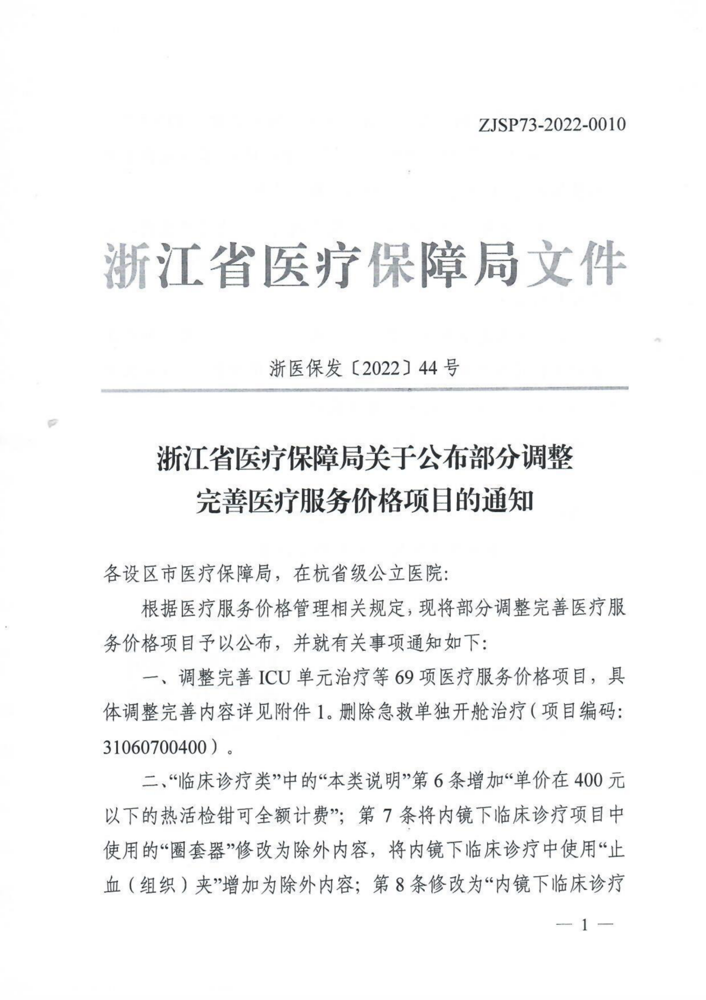 ZJSP73-2022-0010
浙江省医疗保障局文件
浙医保发〔2022〕44 号
浙江省医疗保障局关于公布部分调整
完善医疗服务价格项目的通知
各设区市医疗保障局，在杭省级公立医院：
根据医疗服务价格管理相关规定，现将部分调整完善医疗服
务价格项目予以公布，并就有关事项通知如下：
一、调整完善 ICU 单元治疗等 69 项医疗服务价格项目，具
体调整完善内容详见附件 1。删除急救单独开舱治疗（项目编码：
31060700400）。
二、“临床诊疗类”中的“本类说明”第 6 条增加“单价在 400 元
以下的热活检钳可全额计费”；第 7 条将内镜下临床诊疗项目中
使用的“圈套器”修改为除外内容，将内镜下临床诊疗中使用“止
血（组织）夹”增加为除外内容；第 8 条修改为“内镜下临床诊疗
— 1 —